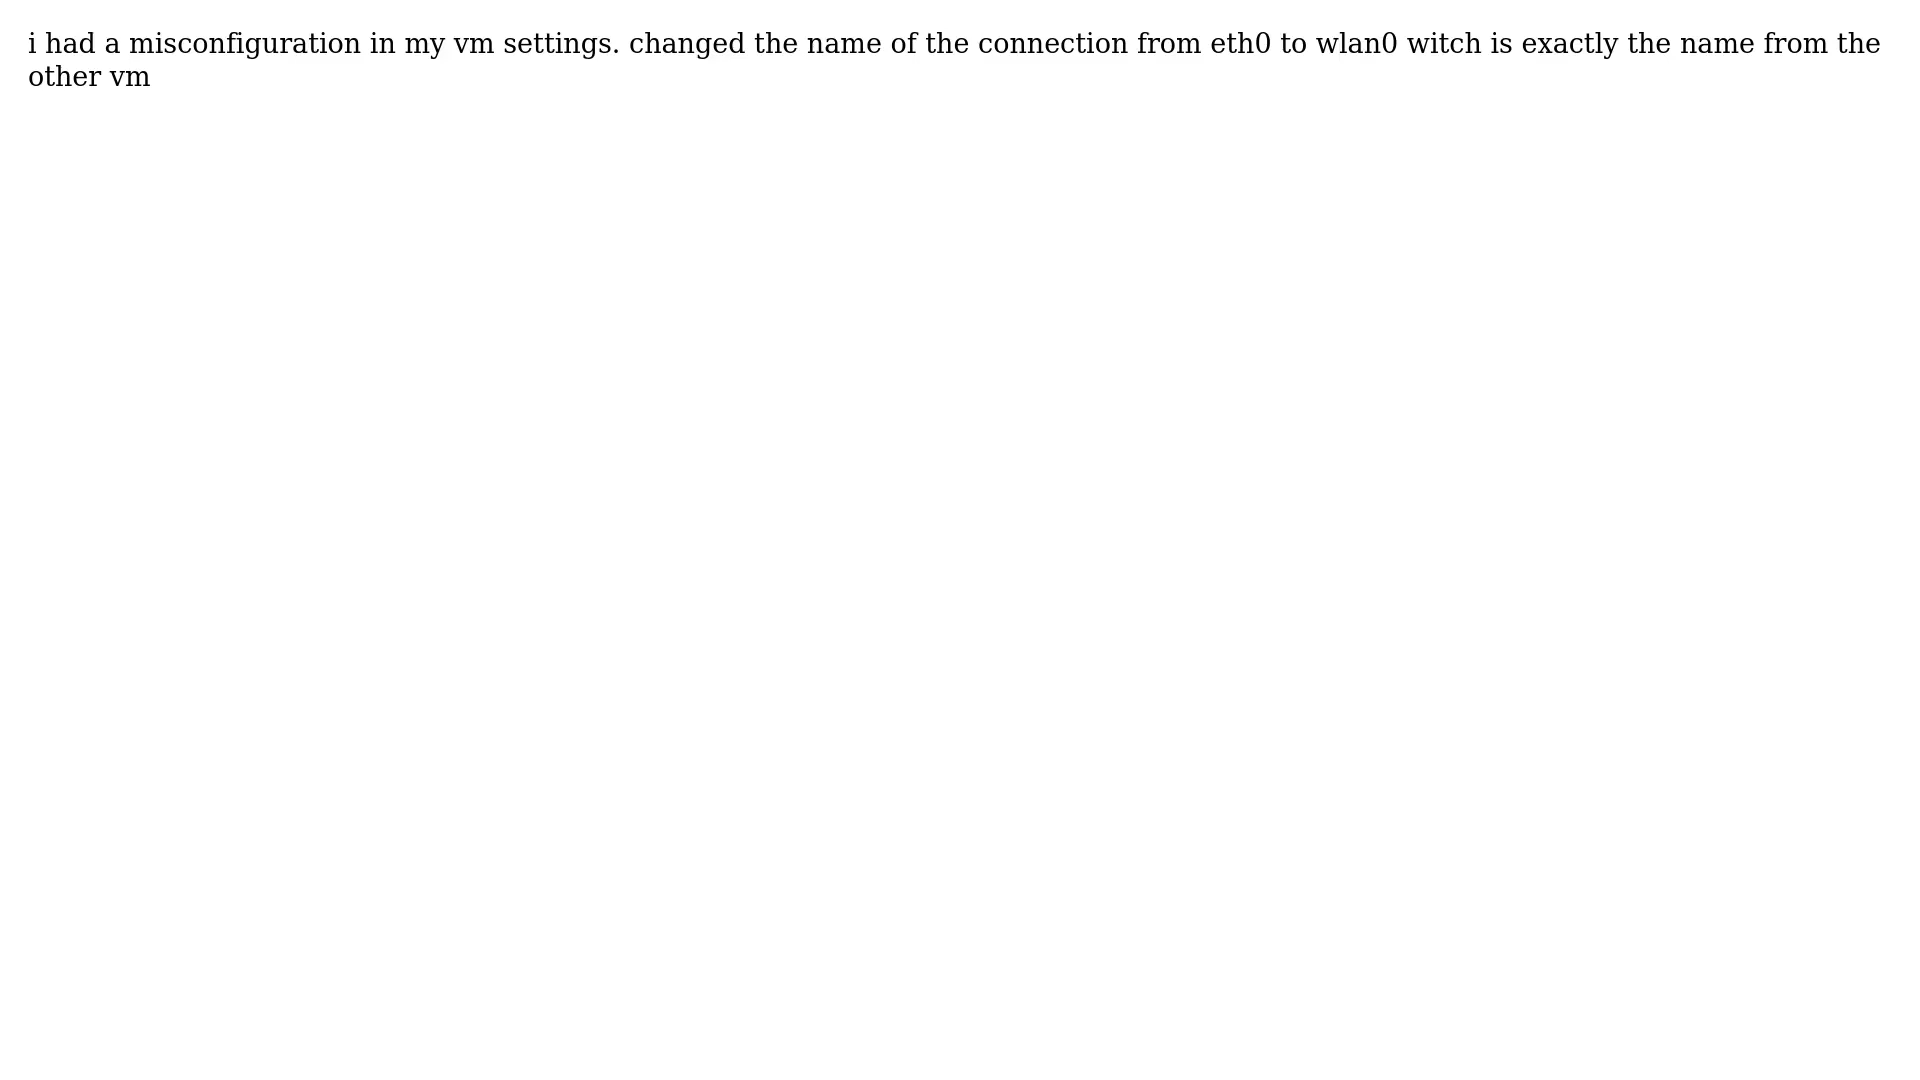 i had a misconfiguration in my vm settings. changed the name of the connection from eth0 to wlan0 witch is exactly the name from the
other vm